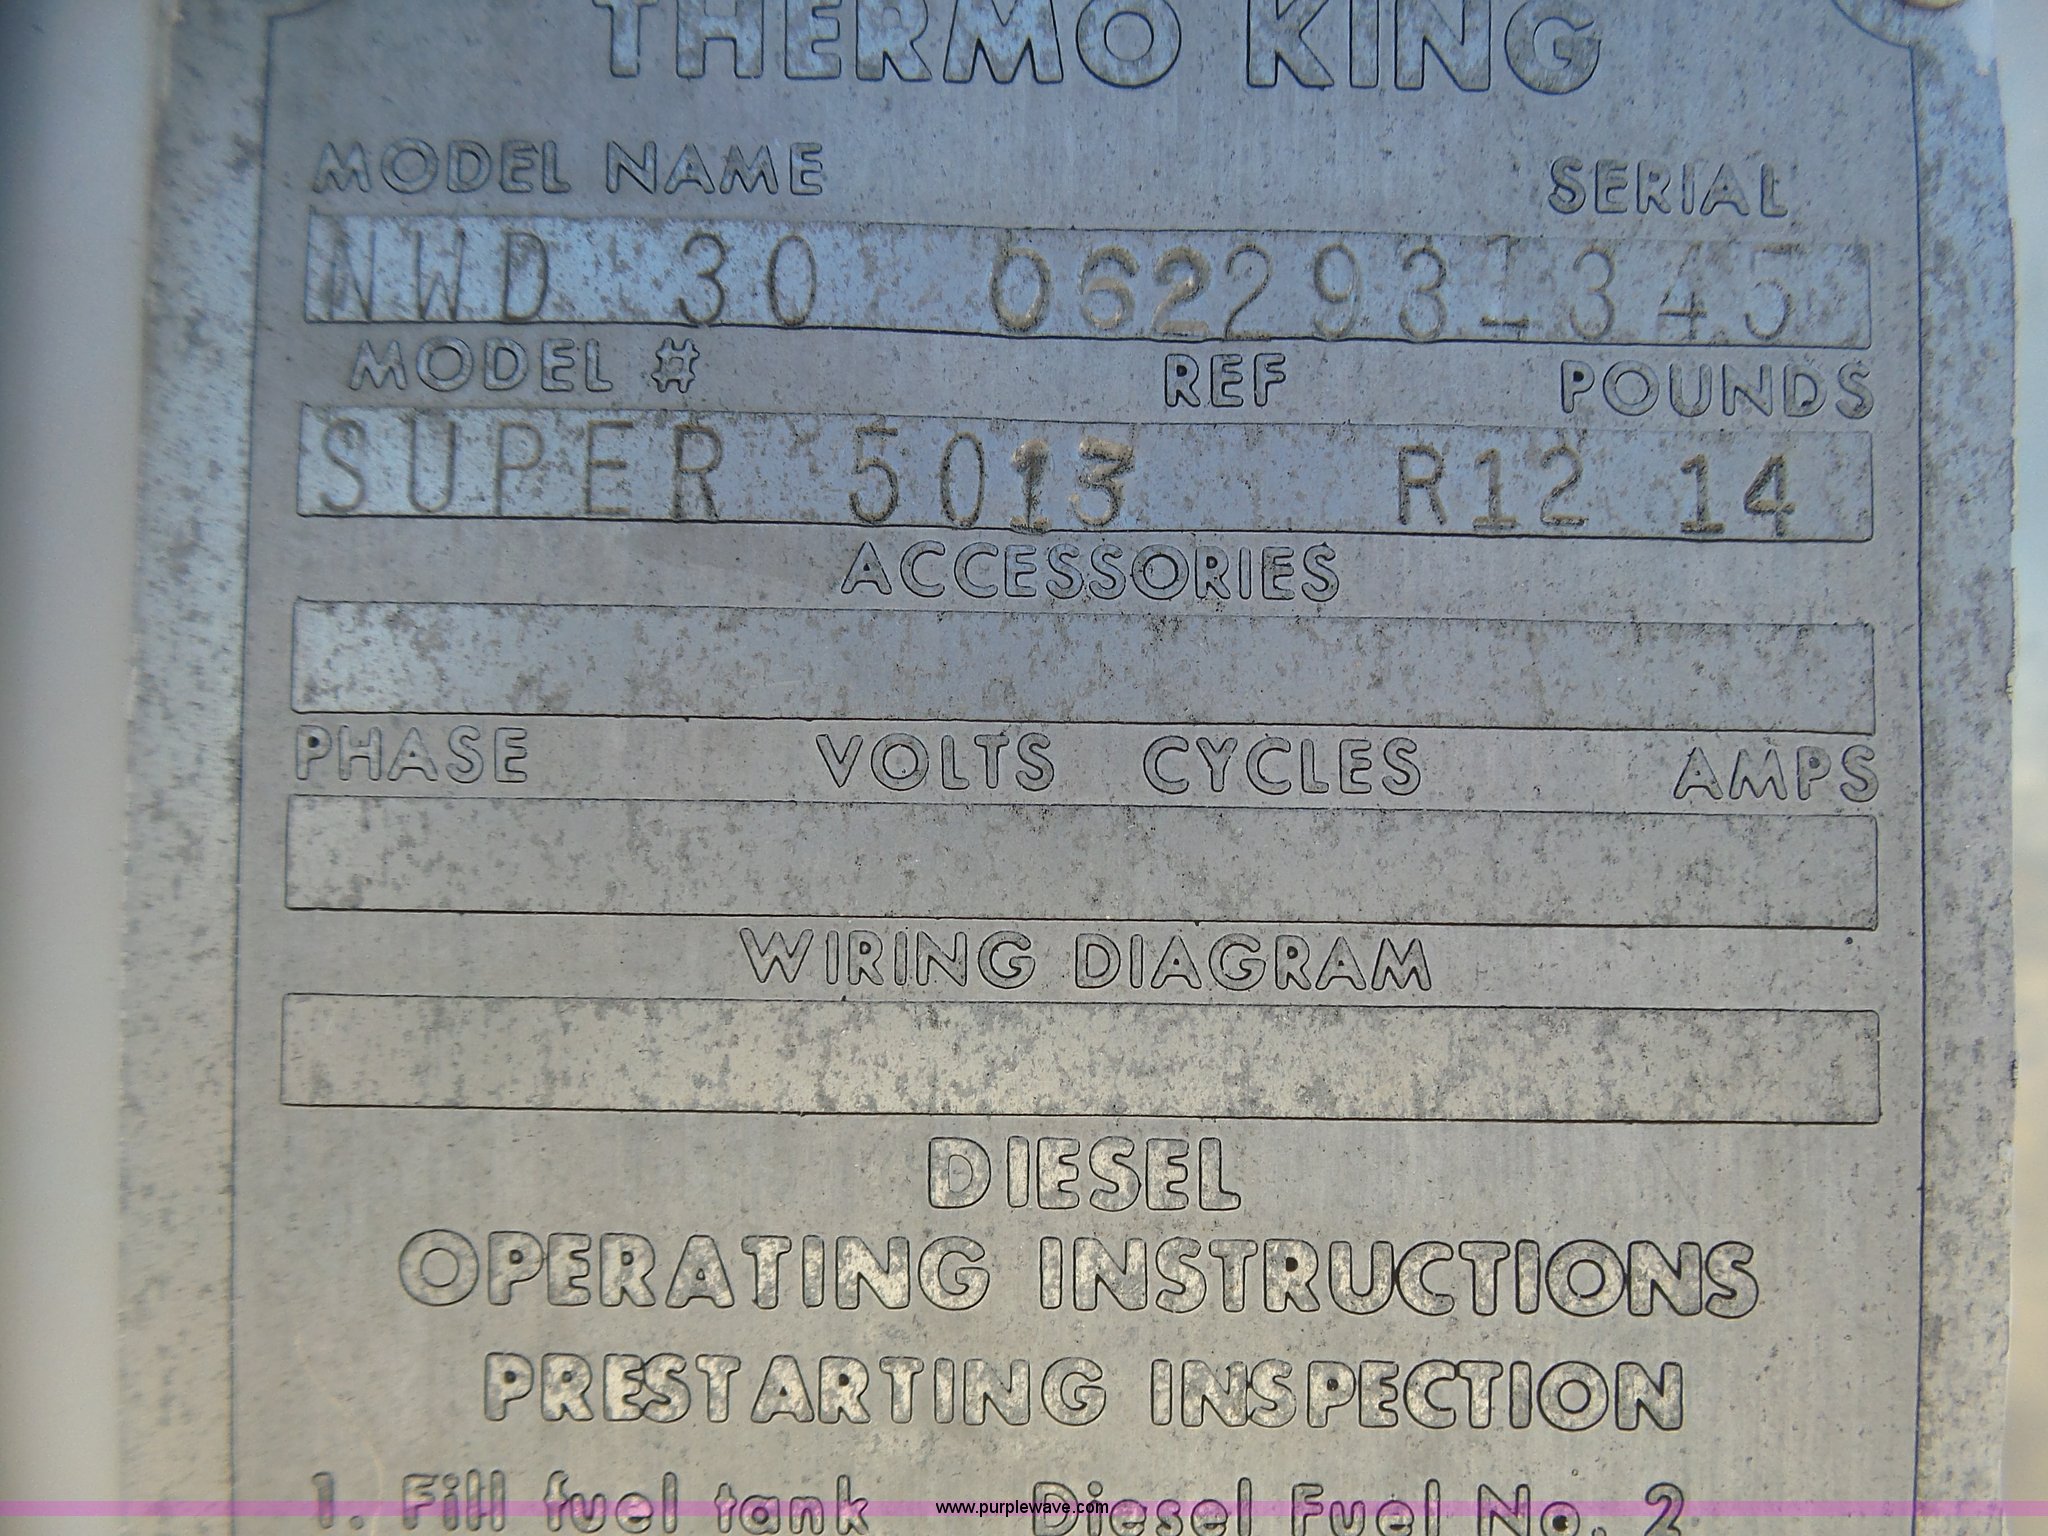 THERMO KING
MODEL NAME SERIAL
NWD 30 0622931345
MODEL # REF POUNDS
SUPER 5013 R12 14
ACCESSORIES
PHASE VOLTS CYCLES AMPS
WIRING DIAGRAM
DIESEL
OPERATING INSTRUCTIONS
PRESTARTING INSPECTION
1. Fill fuel tank Diesel Fuel No. 2
www.purplewave.com